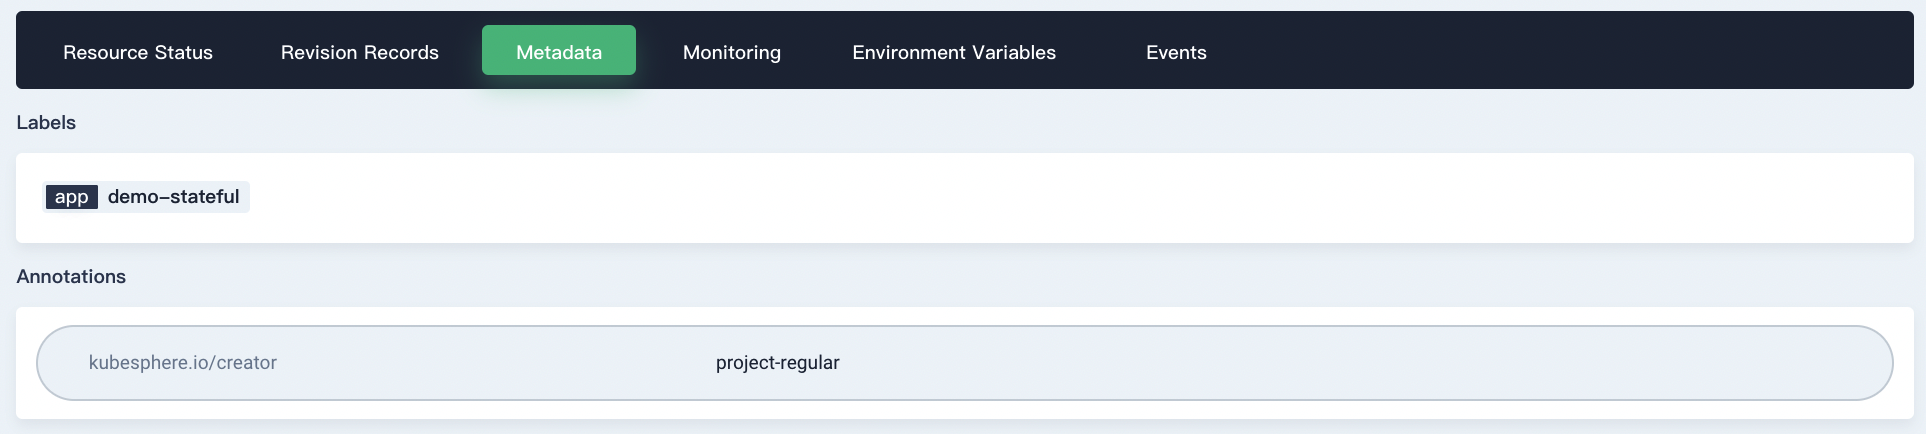 Resource Status Revision Records Metadata Monitoring Environment Variables Events
Labels
app demo-stateful
Annotations
kubesphere.io/creator project-regular